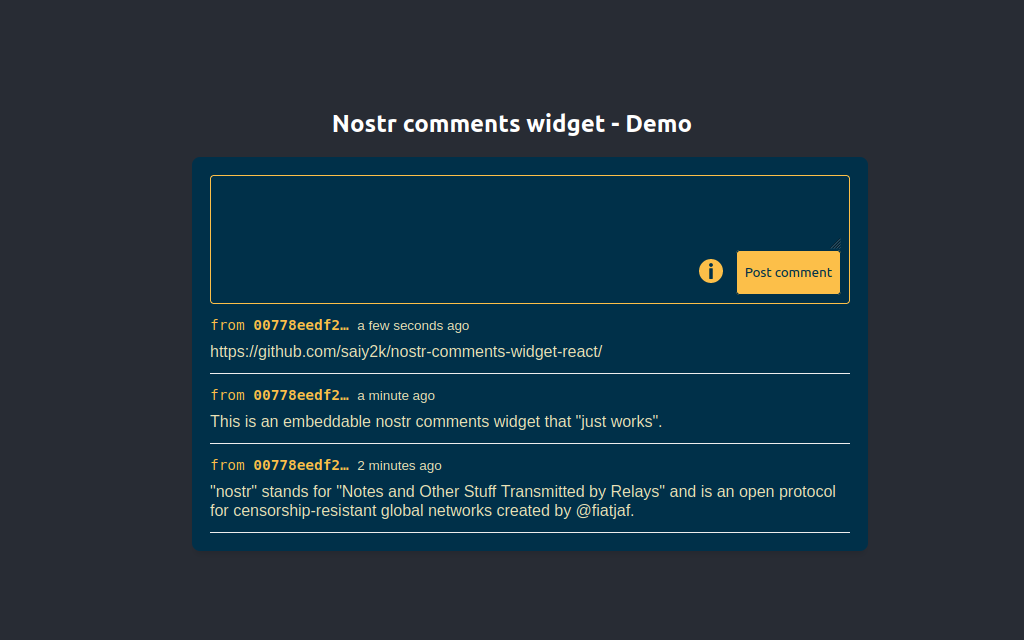 Nostr comments widget - Demo
Post comment
from 00778eedf2… a few seconds ago
https://github.com/saiy2k/nostr-comments-widget-react/
from 00778eedf2… a minute ago
This is an embeddable nostr comments widget that "just works".
from 00778eedf2… 2 minutes ago
"nostr" stands for "Notes and Other Stuff Transmitted by Relays" and is an open protocol
for censorship-resistant global networks created by @fiatjaf.